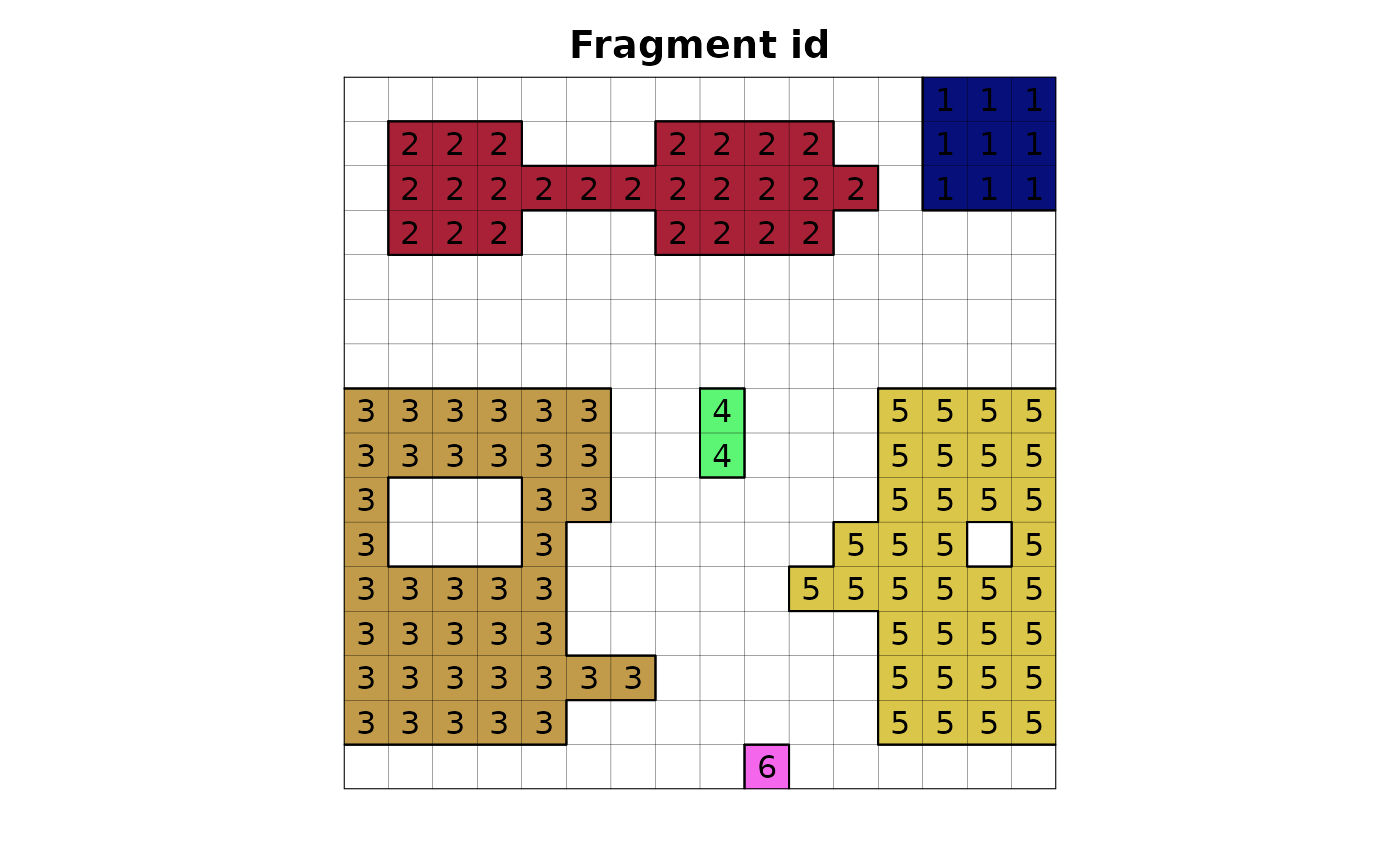 Fragment id
1 1 1
2 2 2 2 2 2 2 1 1 1
2 2 2 2 2 2 2 2 2 2 2 1 1 1
2 2 2 2 2 2 2
3 3 3 3 3 3 4 5 5 5 5
3 3 3 3 3 3 4 5 5 5 5
3 3 3 5 5 5 5
3 3 5 5 5 5
3 3 3 3 3 5 5 5 5 5 5
3 3 3 3 3 5 5 5 5
3 3 3 3 3 3 3 5 5 5 5
3 3 3 3 3 5 5 5 5
6